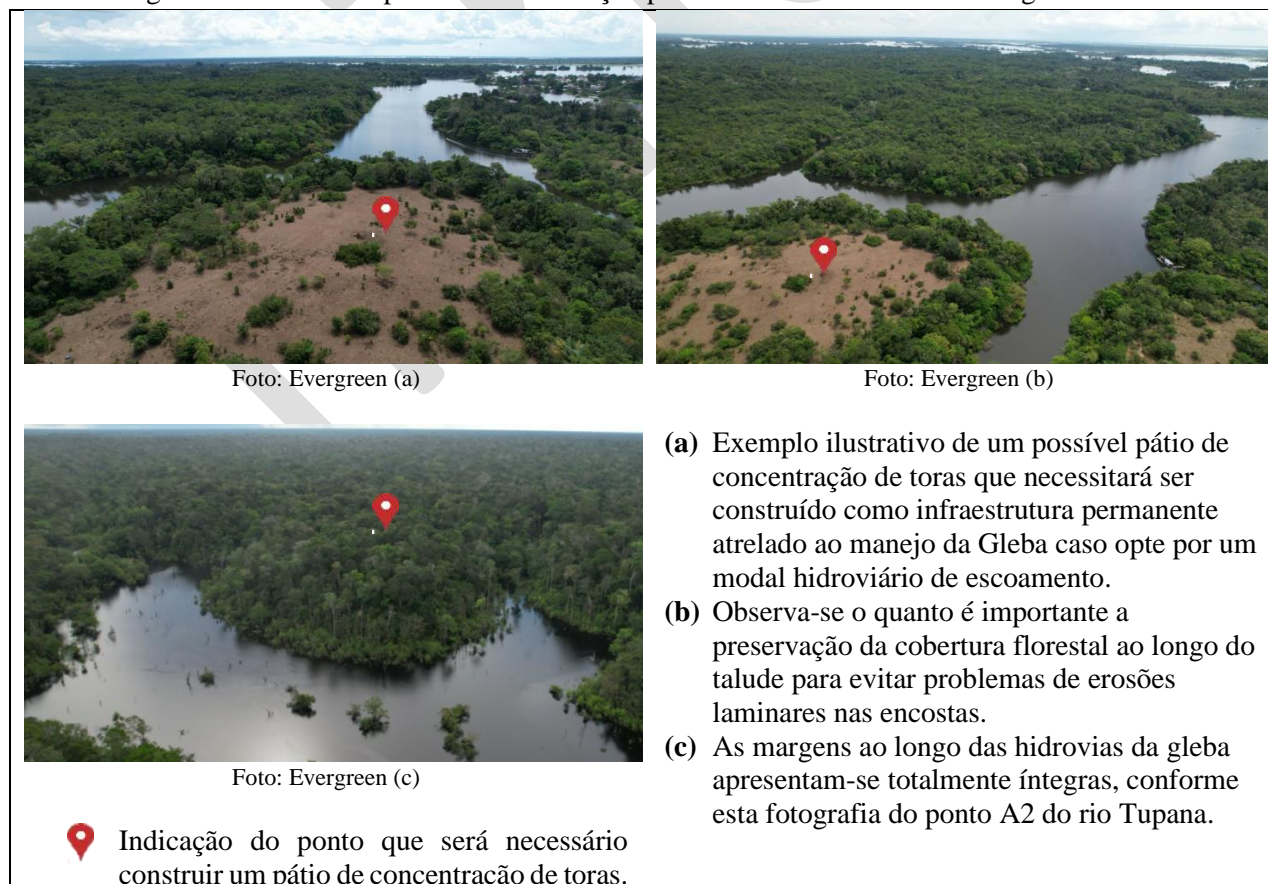 Foto: Evergreen (a)
Foto: Evergreen (b)
(a) Exemplo ilustrativo de um possível pátio de
concentração de toras que necessitará ser
construído como infraestrutura permanente
atrelado ao manejo da Gleba caso opte por um
modal hidroviário de escoamento.
(b) Observa-se o quanto é importante a
preservação da cobertura florestal ao longo do
talude para evitar problemas de erosões
laminares nas encostas.
(c) As margens ao longo das hidrovias da gleba
apresentam-se totalmente íntegras, conforme
esta fotografia do ponto A2 do rio Tupana.
Foto: Evergreen (c)
Indicação do ponto que será necessário
construir um pátio de concentração de toras.